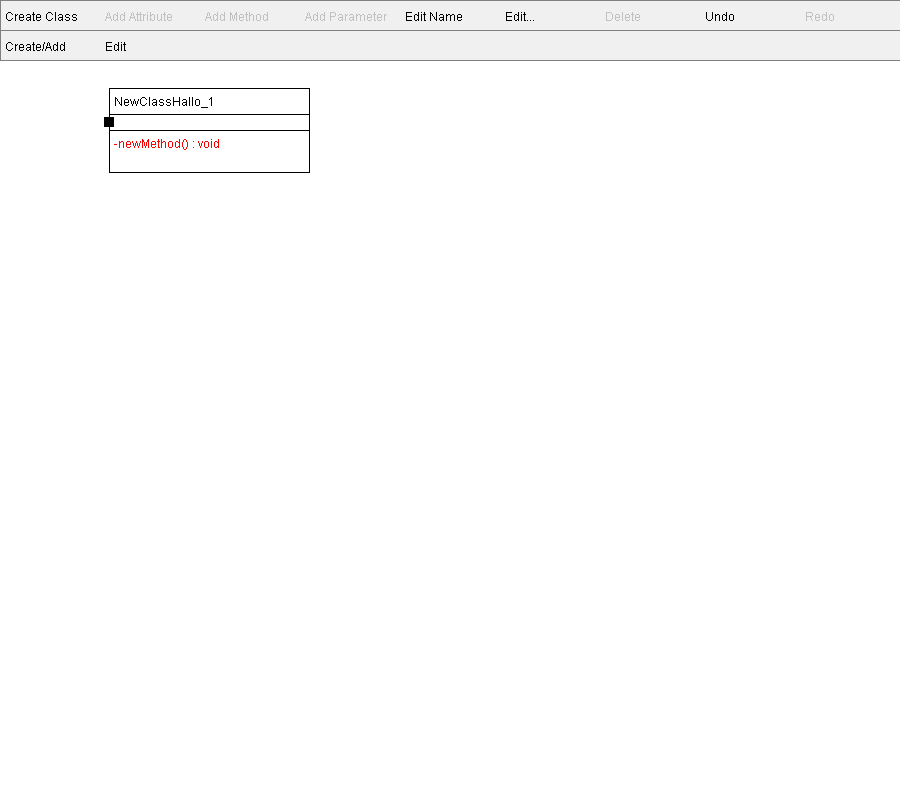 Create Class Add Attribute Add Method Add Parameter Edit Name Edit... Delete Undo Redo
Create/Add Edit
NewClassHallo_1
-newMethod() : void